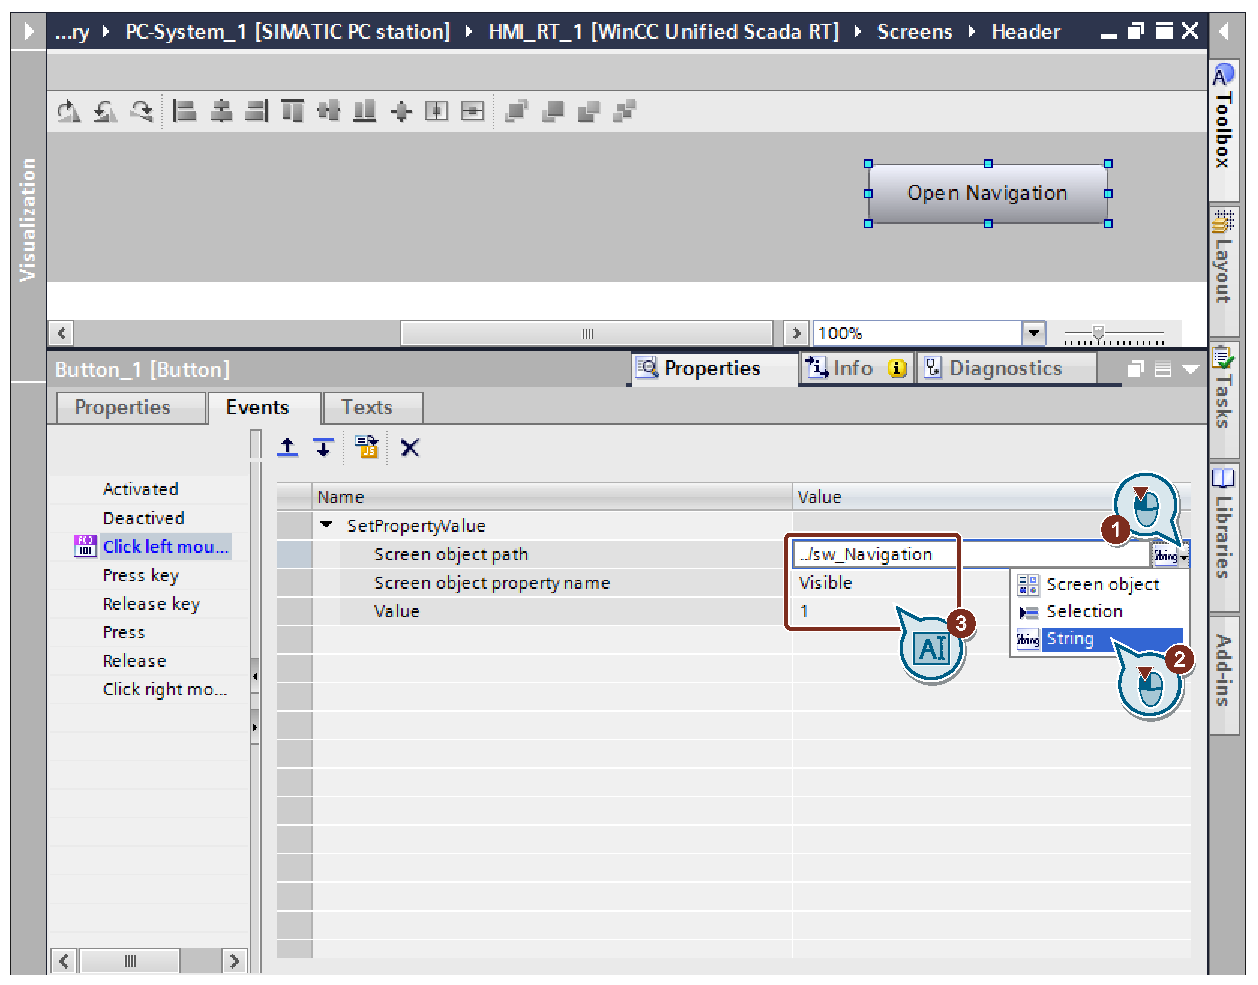 ...ry PC-System_1 [SIMATIC PC station] HMI_RT_1 [WinCC Unified Scada RT] Screens Header
Toolbox
Visualization
Open Navigation
Layout
100%
Button_1 [Button]
Properties
Info
Diagnostics
Tasks
Properties
Events
Texts
Activated
Deactived
Click left mou...
Press key
Release key
Press
Release
Click right mo...
Name
Value
SetPropertyValue
1
Screen object path
../sw_Navigation
String
Screen object property name
Visible
Value
1
3
AI
Screen object
Selection
String String
2
Libraries
Add-ins